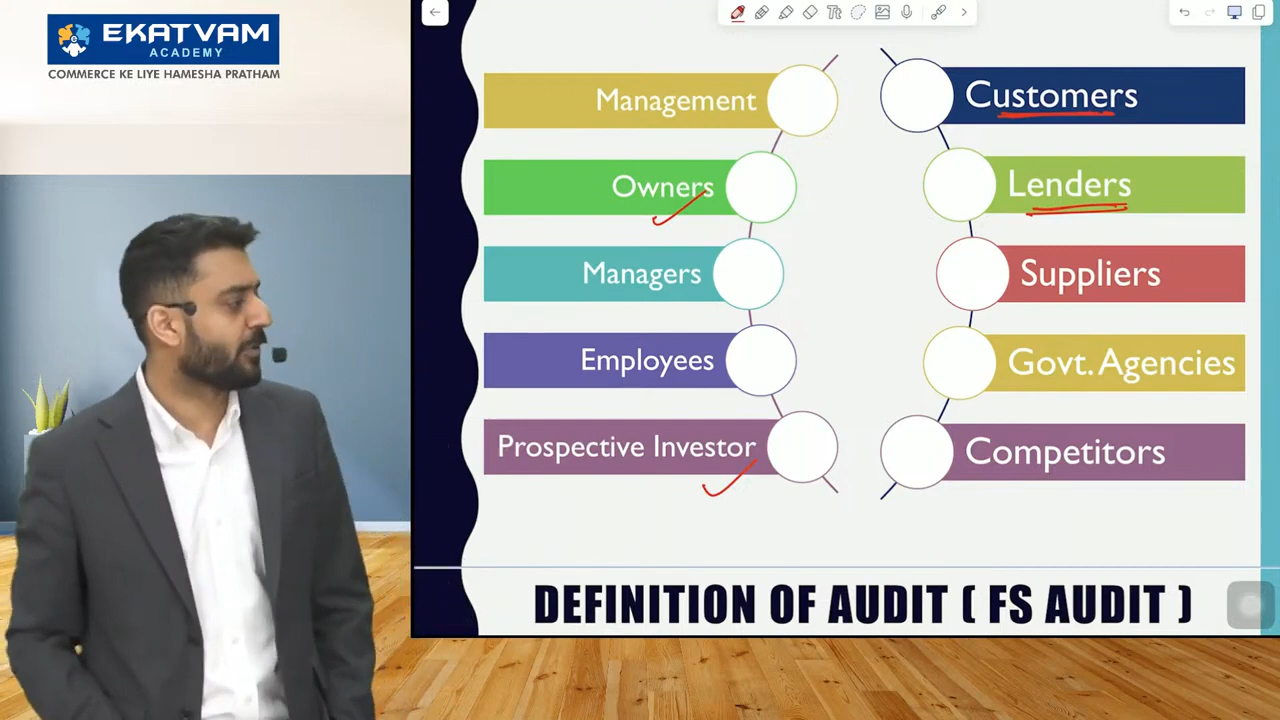 EKATVAM
ACADEMY
COMMERCE KE LIYE HAMESHA PRATHAM
Management
Owners
Managers
Employees
Prospective Investor
Customers
Lenders
Suppliers
Govt. Agencies
Competitors
DEFINITION OF AUDIT ( FS AUDIT )